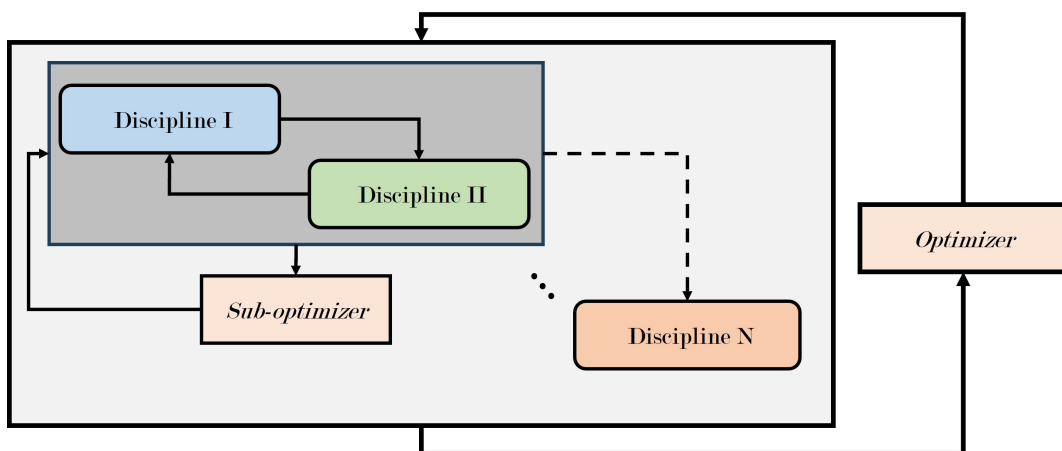 Discipline I
Discipline II
Optimizer
Sub-optimizer
Discipline N